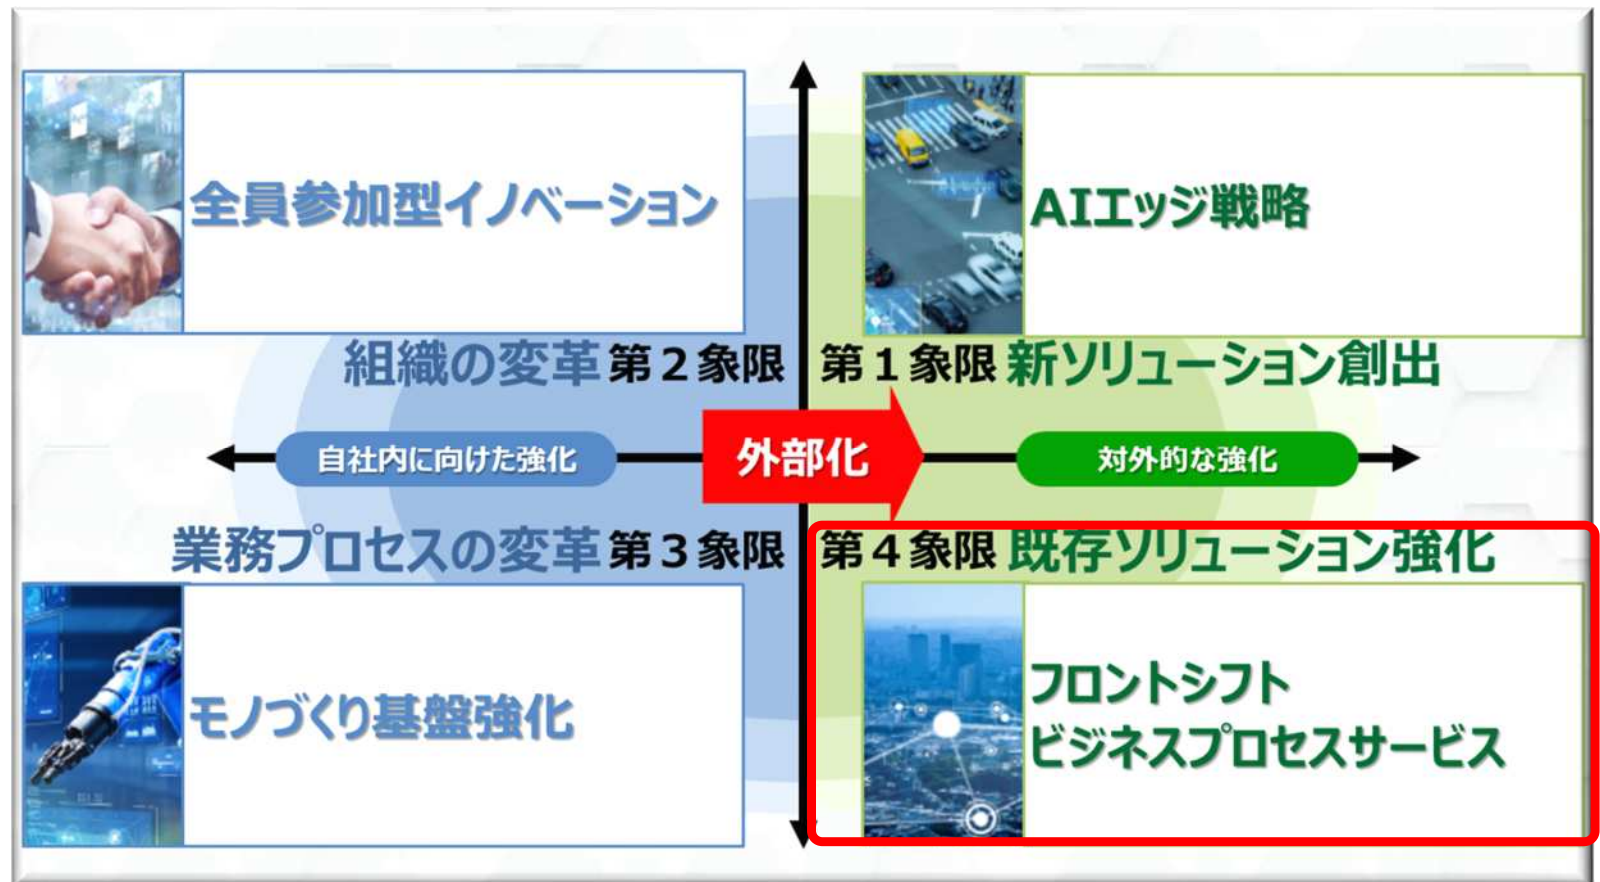 全員参加型イノベーション
AIエッジ戦略
組織の変革 第2象限
第1象限 新ソリューション創出
自社内に向けた強化
外部化
対外的な強化
業務プロセスの変革 第3象限
第4象限 既存ソリューション強化
モノづくり基盤強化
フロントシフト
ビジネスプロセスサービス